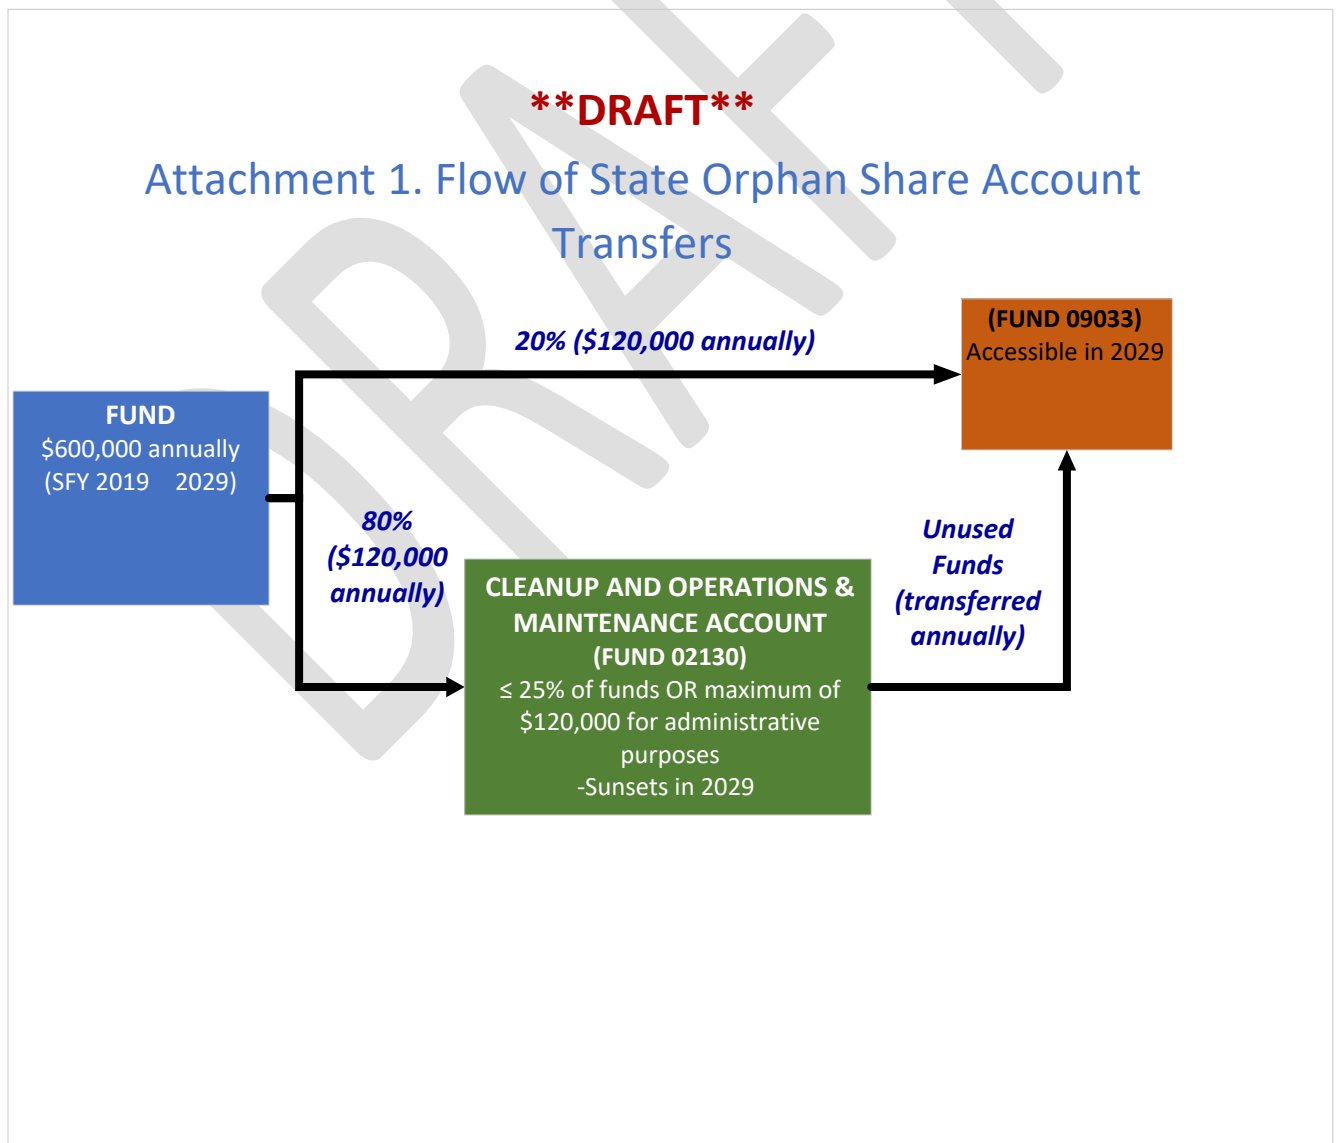 **DRAFT**
Attachment 1. Flow of State Orphan Share Account
Transfers
20% ($120,000 annually)
(FUND 09033)
Accessible in 2029
FUND
$600,000 annually
(SFY 2019    2029)
80%
($120,000
annually)
CLEANUP AND OPERATIONS &
MAINTENANCE ACCOUNT
(FUND 02130)
≤ 25% of funds OR maximum of
$120,000 for administrative
purposes
-Sunsets in 2029
Unused
Funds
(transferred
annually)
DRAFT